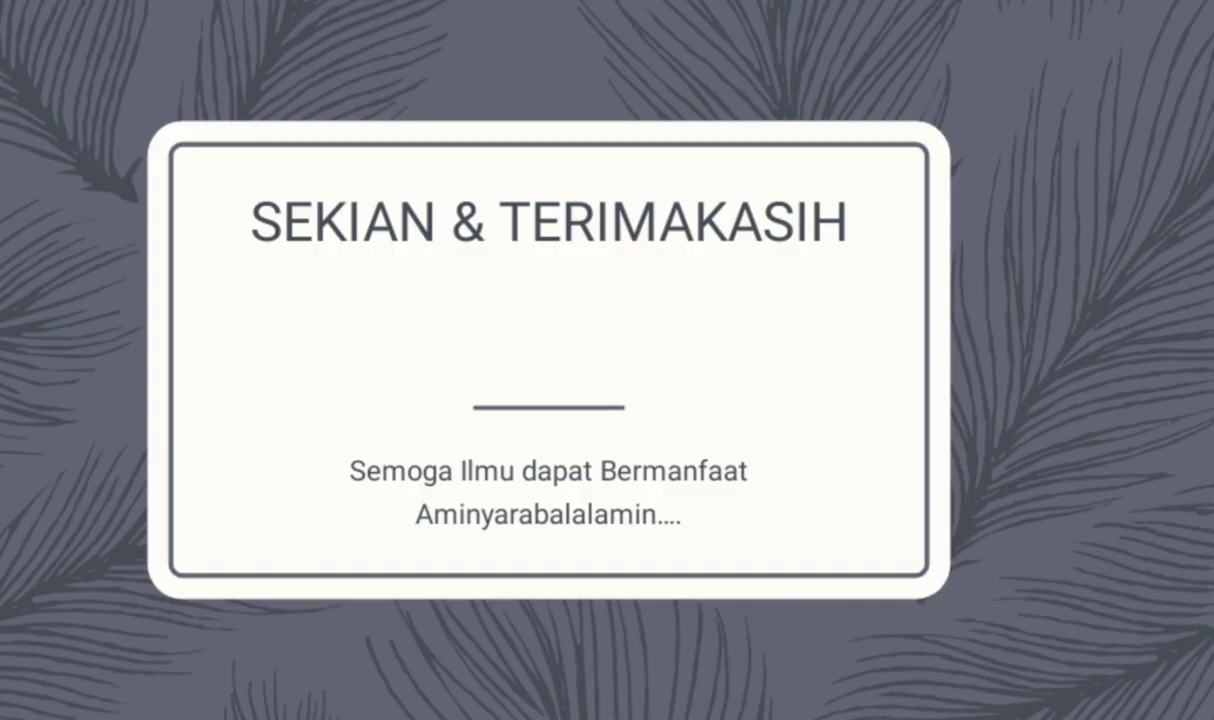 SEKIAN & TERIMAKASIH
Semoga Ilmu dapat Bermanfaat
Aminyarabalalamin....